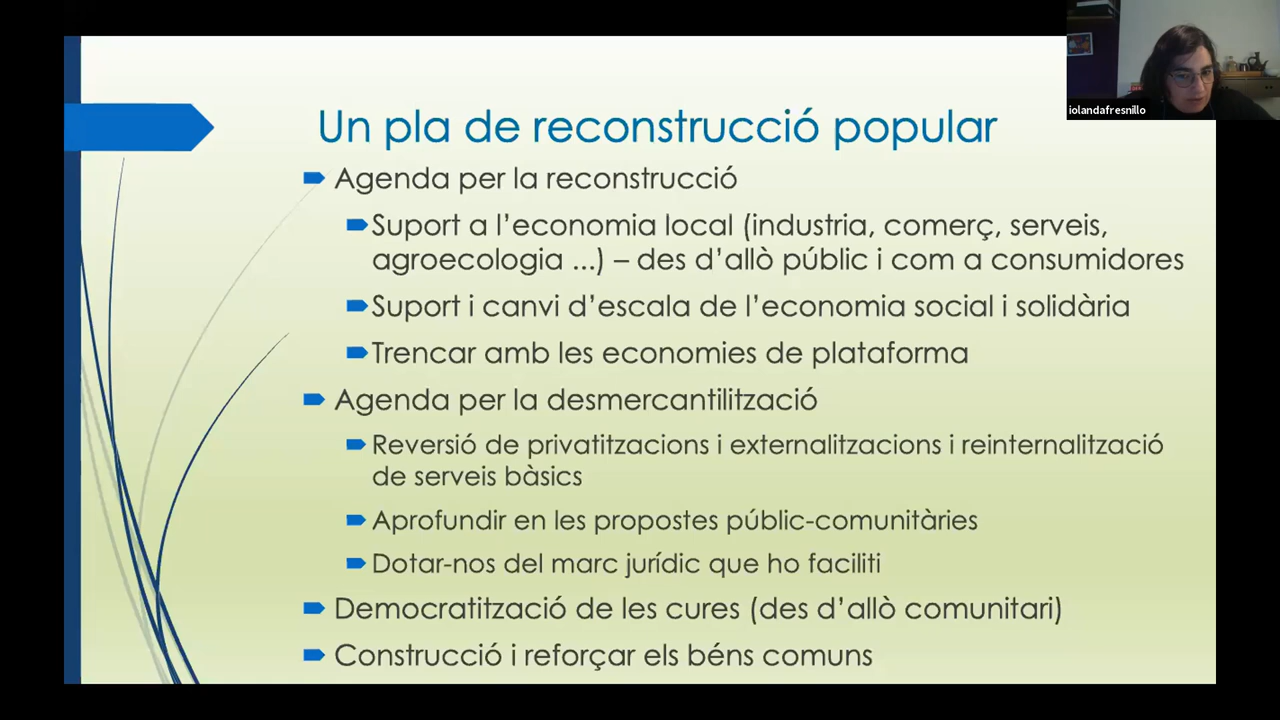 iolandafresnillo
Un pla de reconstrucció popular
Agenda per la reconstrucció
Suport a l’economia local (industria, comerç, serveis,
agroecologia ...) – des d’allò públic i com a consumidores
Suport i canvi d’escala de l’economia social i solidària
Trencar amb les economies de plataforma
Agenda per la desmercantilització
Reversió de privatitzacions i externalitzacions i reinternalització
de serveis bàsics
Aprofundir en les propostes públic-comunitàries
Dotar-nos del marc jurídic que ho faciliti
Democratització de les cures (des d’allò comunitari)
Construcció i reforçar els béns comuns